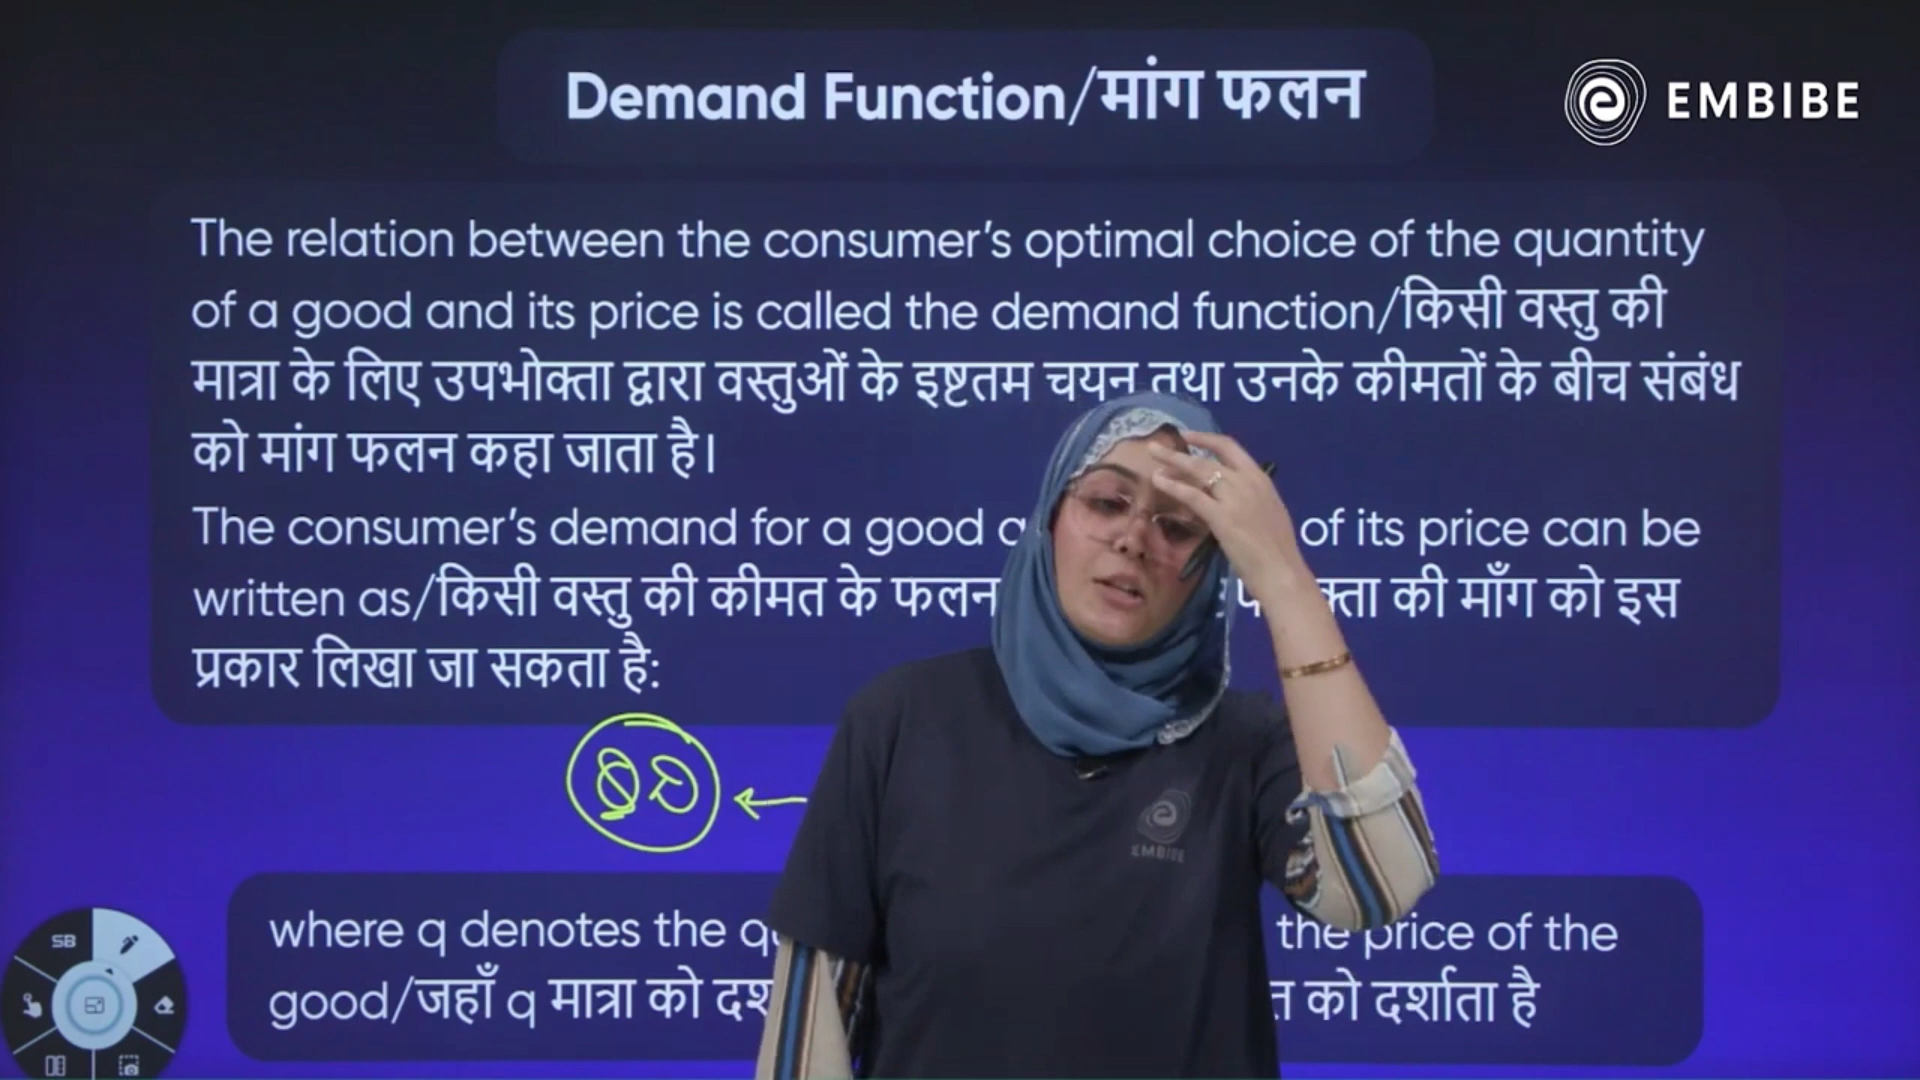 Demand Function/मांग फलन
EMBIBE
The relation between the consumer's optimal choice of the quantity
of a good and its price is called the demand function/किसी वस्तु की
मात्रा के लिए उपभोक्ता द्वारा वस्तुओं के इष्टतम चयन तथा उनके कीमतों के बीच संबंध
को मांग फलन कहा जाता है।
The consumer's demand for a good of its price can be
written as/किसी वस्तु की कीमत के फलन की माँग को इस
प्रकार लिखा जा सकता है:
QD
EMBIBE
where q denotes the the price of the
good/जहाँ q मात्रा को को दर्शाता है
SB